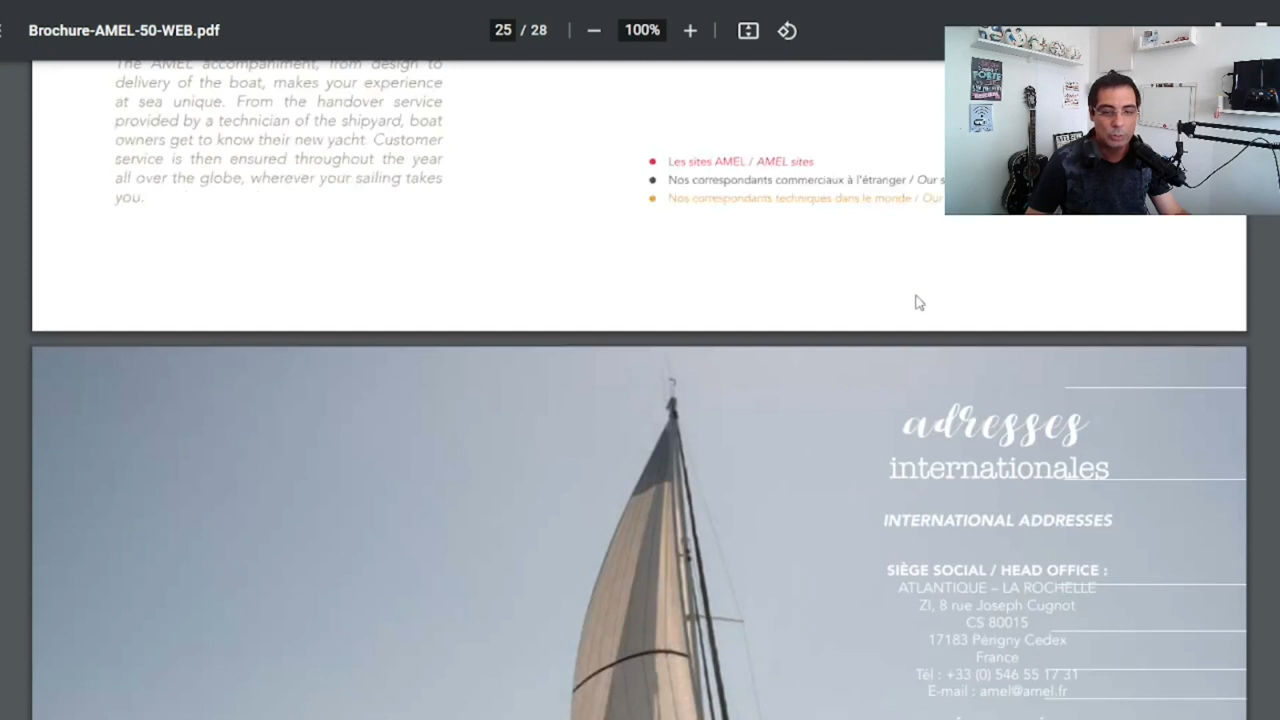 Brochure-AMEL-50-WEB.pdf
25 / 28
100%
The AMEL accompaniment, from design to
delivery of the boat, makes your experience
at sea unique. From the handover service
provided by a technician of the shipyard, boat
owners get to know their new yacht. Customer
service is then ensured throughout the year
all over the globe, wherever your sailing takes
you.
Les sites AMEL / AMEL sites
Nos correspondants commerciaux à l'étranger / Our s
Nos correspondants techniques dans le monde / Our
adresses
internationales
INTERNATIONAL ADDRESSES
SIÈGE SOCIAL / HEAD OFFICE :
ATLANTIQUE – LA ROCHELLE
ZI, 8 rue Joseph Cugnot
CS 80015
17183 Périgny Cedex
France
Tél : +33 (0) 546 55 17 31
E-mail : amel@amel.fr